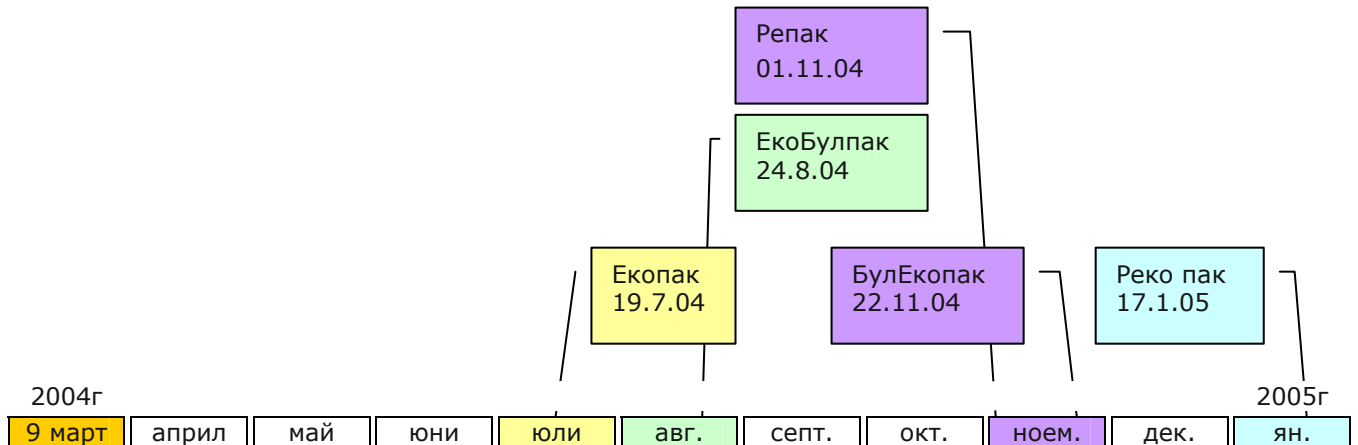 Репак
01.11.04
ЕкоБулпак
24.8.04
Екопак
19.7.04
БулЕкопак
22.11.04
Реко пак
17.1.05
2004г
2005г
9 март
април
май
юни
юли
авг.
септ.
окт.
ноем.
дек.
ян.